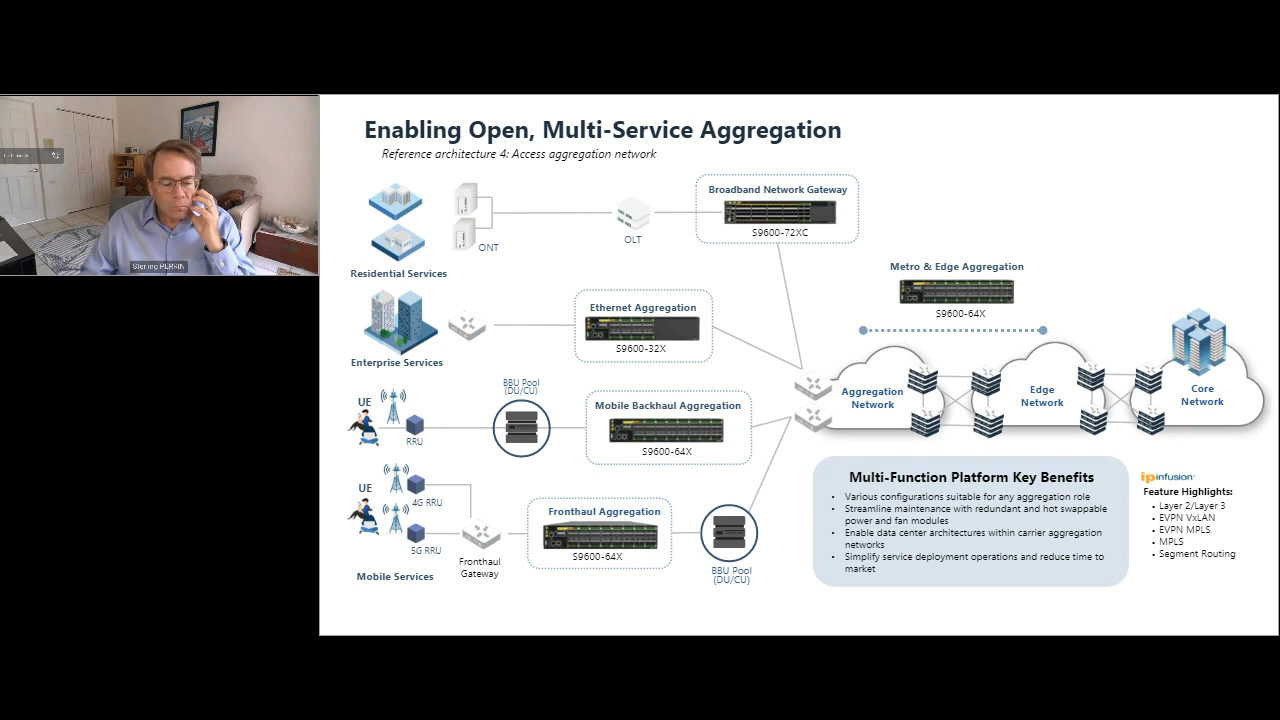 Enabling Open, Multi-Service Aggregation
Reference architecture 4: Access aggregation network
Sterling PERRIN
ONT
OLT
Broadband Network Gateway
S9600-72XC
Residential Services
Metro & Edge Aggregation
S9600-64X
Ethernet Aggregation
S9600-32X
Enterprise Services
BBU Pool
(DU/CU)
UE
RRU
Mobile Backhaul Aggregation
S9600-64X
Aggregation
Network
Edge
Network
Core
Network
UE
4G RRU
5G RRU
Mobile Services
Fronthaul
Gateway
Fronthaul Aggregation
S9600-64X
BBU Pool
(DU/CU)
Multi-Function Platform Key Benefits
• Various configurations suitable for any aggregation role
• Streamline maintenance with redundant and hot swappable
power and fan modules
• Enable data center architectures within carrier aggregation
networks
• Simplify service deployment operations and reduce time to
market
ipinfusion
Feature Highlights:
• Layer 2/Layer 3
• EVPN VxLAN
• EVPN MPLS
• MPLS
• Segment Routing